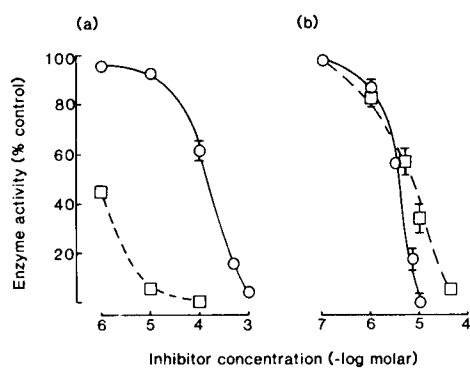 (a)
(b)
Enzyme activity (% control)
100
80
60
40
20
6 5 4 3
7 6 5 4
Inhibitor concentration (-log molar)